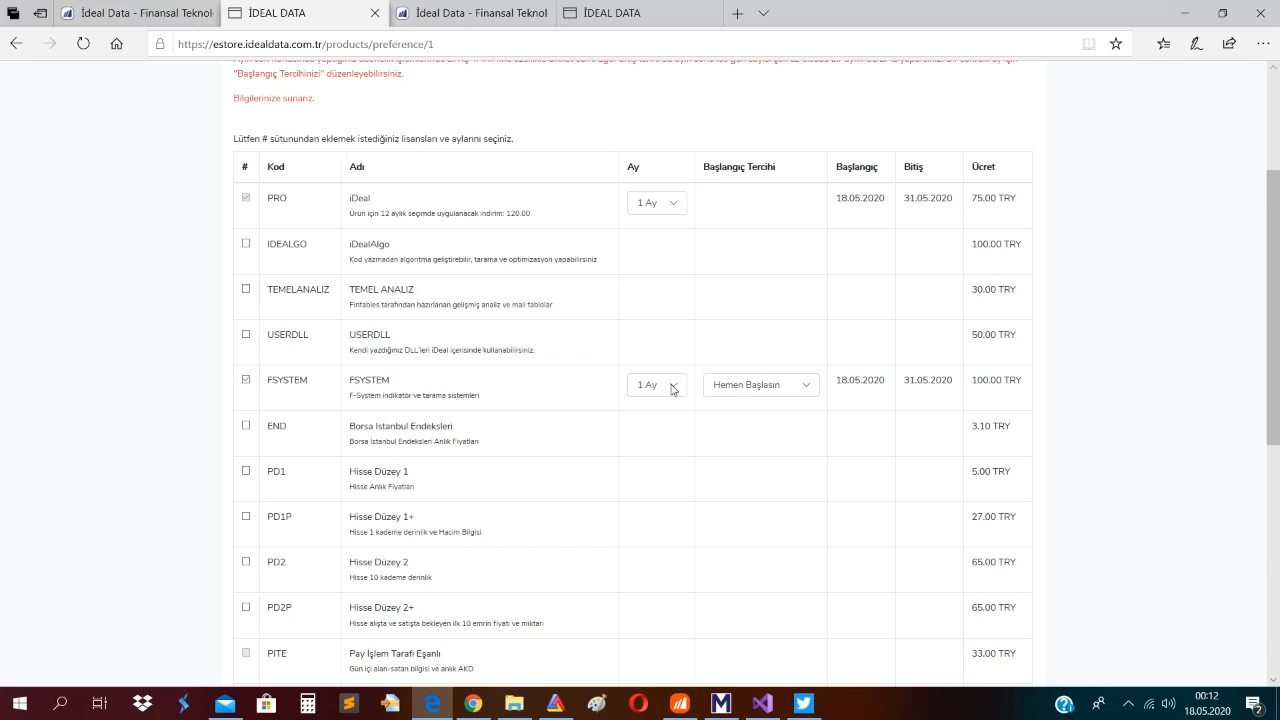 İdeal Data - Finansal Teknol
İDEAL DATA
İdeal Data - Finansal Teknol
İDEAL DATA
https://estore.idealdata.com.tr/products/preference/1
"Başlangıç Tercihinizi" düzenleyebilirsiniz.
Bilgilerinize sunarız.
Lütfen # sütunundan eklemek istediğiniz lisansları ve aylarını seçiniz.
# Kod Adı Ay Başlangıç Tercihi Başlangıç Bitiş Ücret
PRO iDeal 1 Ay 18.05.2020 31.05.2020 75.00 TRY
Ürün için 12 aylık seçimde uygulanacak indirim: 120.00
IDEALGO iDealAlgo 100.00 TRY
Kod yazmadan algoritma geliştirebilir, tarama ve optimizasyon yapabilirsiniz
TEMELANALIZ TEMEL ANALIZ 30.00 TRY
Fintables tarafından hazırlanan gelişmiş analiz ve mali tablolar
USERDLL USERDLL 50.00 TRY
Kendi yazdığınız DLL'leri iDeal içerisinde kullanabilirsiniz.
FSYSTEM FSYSTEM 1 Ay Hemen Başlasın 18.05.2020 31.05.2020 100.00 TRY
F-System indikatör ve tarama sistemleri
END Borsa İstanbul Endeksleri 3.10 TRY
Borsa İstanbul Endeksleri Anlık Fiyatları
PD1 Hisse Düzey 1 5.00 TRY
Hisse Anlık Fiyatları
PD1P Hisse Düzey 1+ 27.00 TRY
Hisse 1 kademe derinlik ve Hacim Bilgisi
PD2 Hisse Düzey 2 65.00 TRY
Hisse 10 kademe derinlik
PD2P Hisse Düzey 2+ 65.00 TRY
Hisse alışta ve satışta bekleyen ilk 10 emrin fiyatı ve miktarı
PITE Pay İşlem Tarafı Eşanlı 33.00 TRY
Gün içi alan-satan bilgisi ve anlık AKD
00:12
18.05.2020